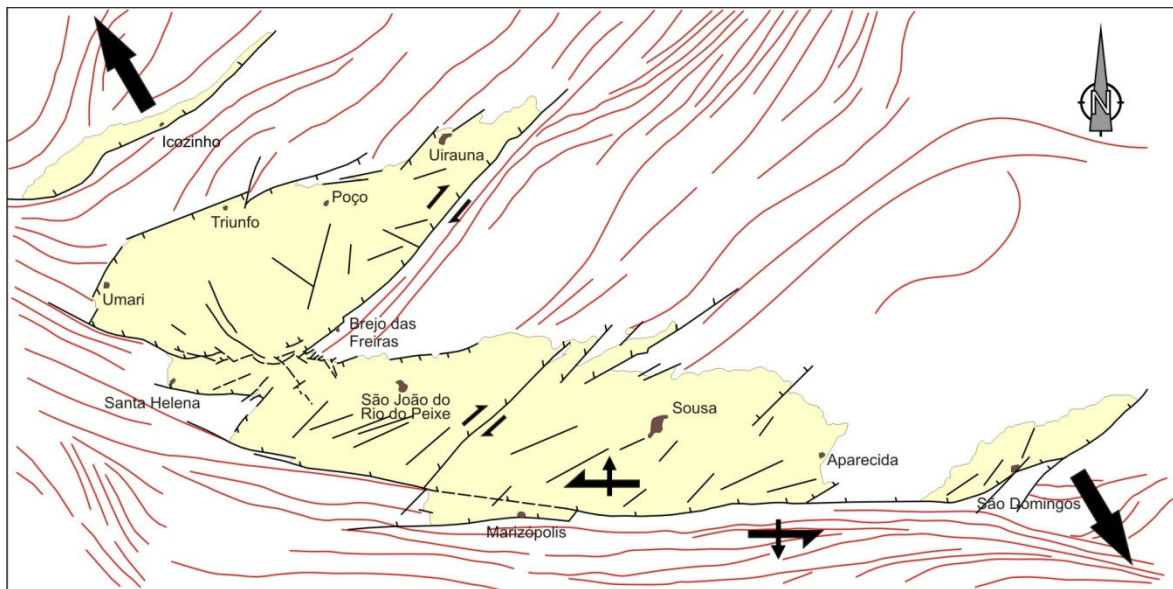 N
Icozinho
Uirauna
Poço
Triunfo
Umari
Brejo das
Freiras
Santa Helena
São João do
Rio do Peixe
Sousa
Aparecida
São Domingos
Marizópolis